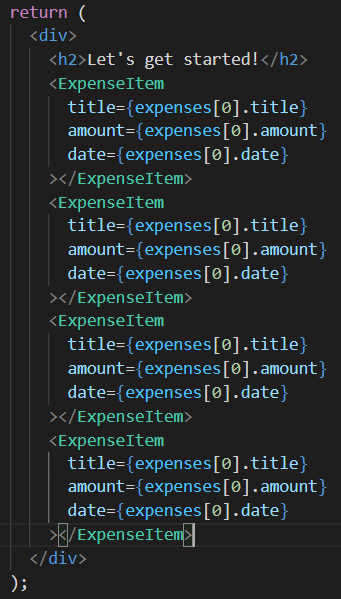 return (
<div>
<h2>Let's get started!</h2>
<ExpenseItem
title={expenses[0].title}
amount={expenses[0].amount}
date={expenses[0].date}
></ExpenseItem>
<ExpenseItem
title={expenses[0].title}
amount={expenses[0].amount}
date={expenses[0].date}
></ExpenseItem>
<ExpenseItem
title={expenses[0].title}
amount={expenses[0].amount}
date={expenses[0].date}
></ExpenseItem>
<ExpenseItem
title={expenses[0].title}
amount={expenses[0].amount}
date={expenses[0].date}
></ExpenseItem>
</div>
);